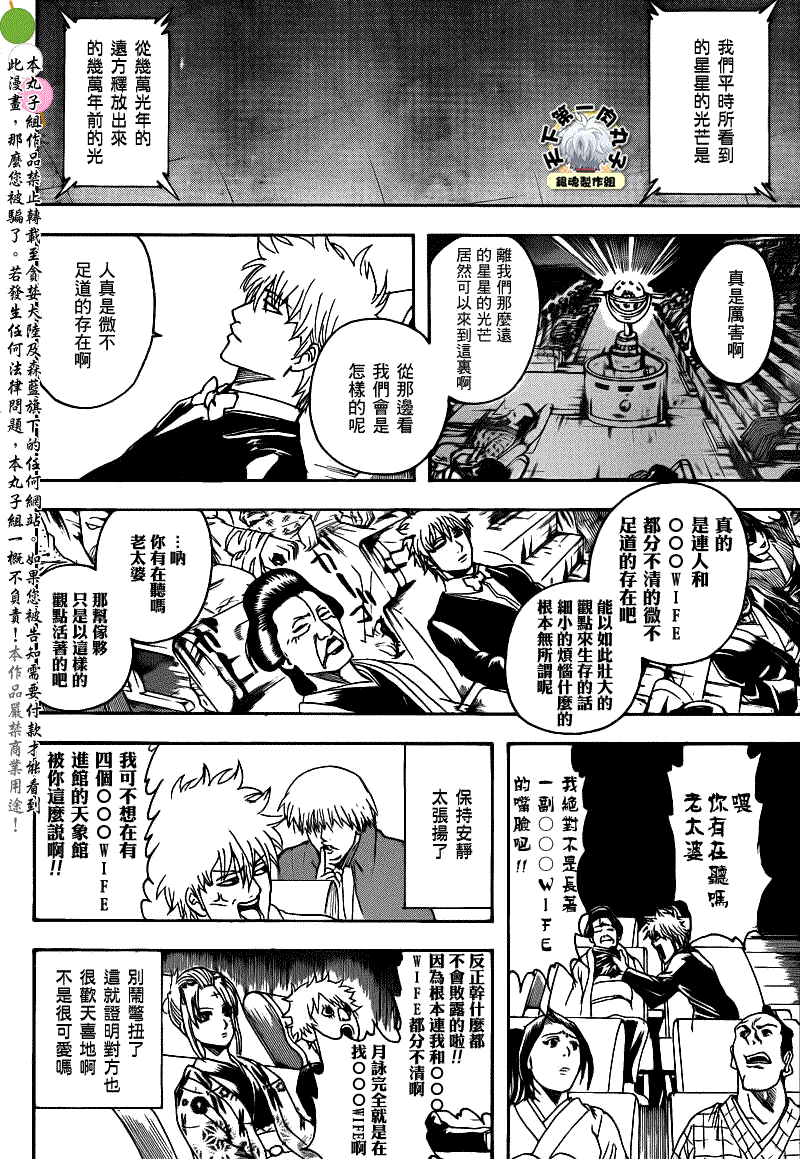 我們平時所看到
的星星的光芒是
從幾萬光年的
遠方釋放出來
的幾萬年前的光
天下第一肉丸子
銀魂製作組
真是厲害啊
離我們那麼遠
的星星的光芒
居然可以來到這裏啊
從那邊看
我們會是
怎樣的呢
人真是微不
足道的存在啊
真的
是連人和
○○○WIFE
都分不清的微不
足道的存在吧
能以如此壯大的
觀點來生存的話
細小的煩惱什麼的
根本無所謂呢
…吶
你有在聽嗎
老太婆
那幫傢夥
只是以這樣的
觀點活著的吧
喂
你有在聽嗎
老太婆
我絕對不是長著
一副○○○WIFE
的嘴臉吧!!
保持安靜
太張揚了
我可不想在有
四個○○○WIFE
進館的天象館
被你這麼說啊!!
反正幹什麼都
不會敗露的啦!!
因為根本連我和○○○
WIFE都分不清啊
月詠完全就是在
找○○○WIFE
別鬧彆扭了
這就證明對方也
很歡天喜地啊
不是很可愛嗎
本丸子組作品禁止轉載至貪婪大陸及森藍旗下的任何網站。如果您被告知需要付款才能看到
此漫畫，那麼您被騙了。若發生任何法律問題，本丸子組一概不負責！本作品嚴禁商業用途！